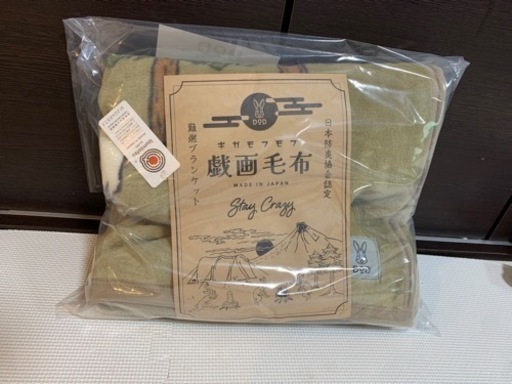 DOD
ギガモフモフ
戯画毛布
MADE IN JAPAN
Stay Crazy
日本防炎協会認定
難燃ブランケット
DOD